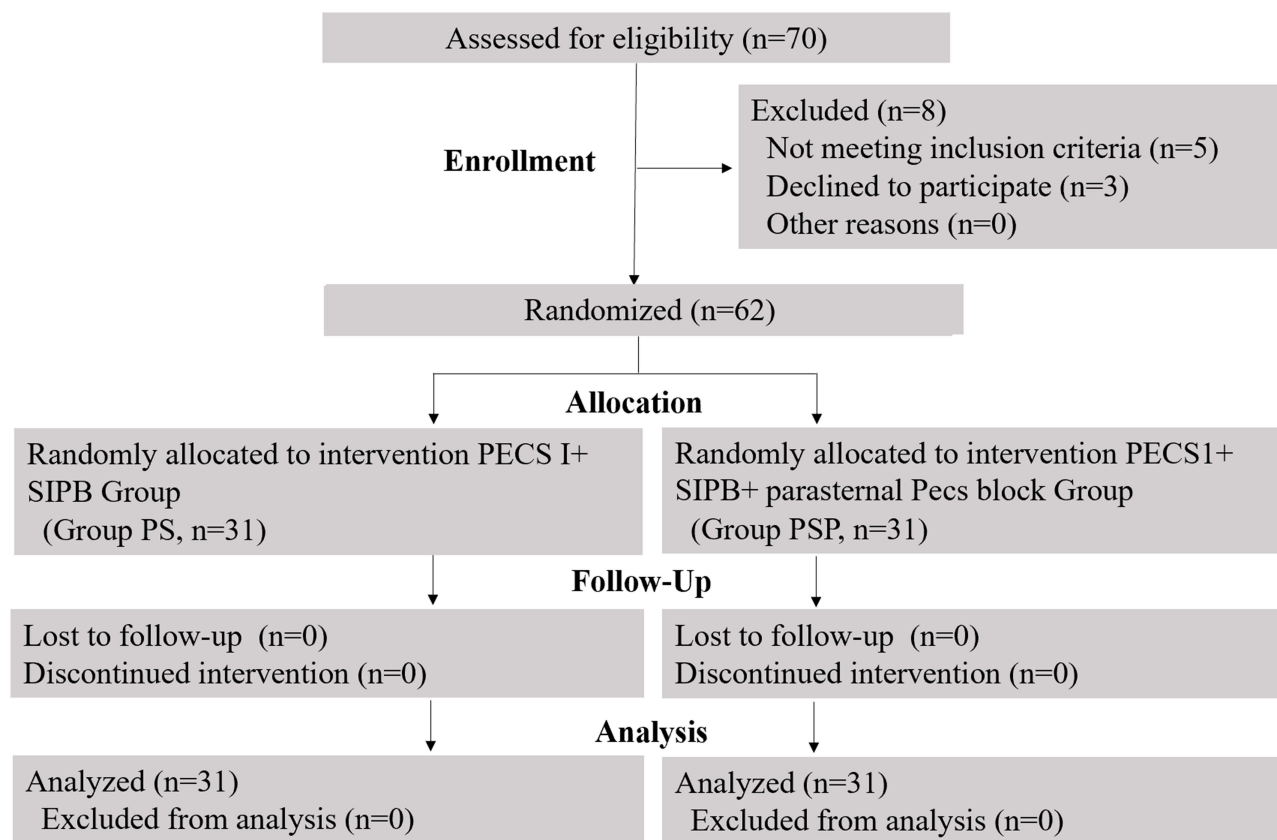 Assessed for eligibility (n=70)
Excluded (n=8)
Not meeting inclusion criteria (n=5)
Declined to participate (n=3)
Other reasons (n=0)
Enrollment
Randomized (n=62)
Allocation
Randomly allocated to intervention PECS I+
SIPB Group
(Group PS, n=31)
Randomly allocated to intervention PECS1+
SIPB+ parasternal Pecs block Group
(Group PSP, n=31)
Follow-Up
Lost to follow-up (n=0)
Discontinued intervention (n=0)
Lost to follow-up (n=0)
Discontinued intervention (n=0)
Analysis
Analyzed (n=31)
Excluded from analysis (n=0)
Analyzed (n=31)
Excluded from analysis (n=0)